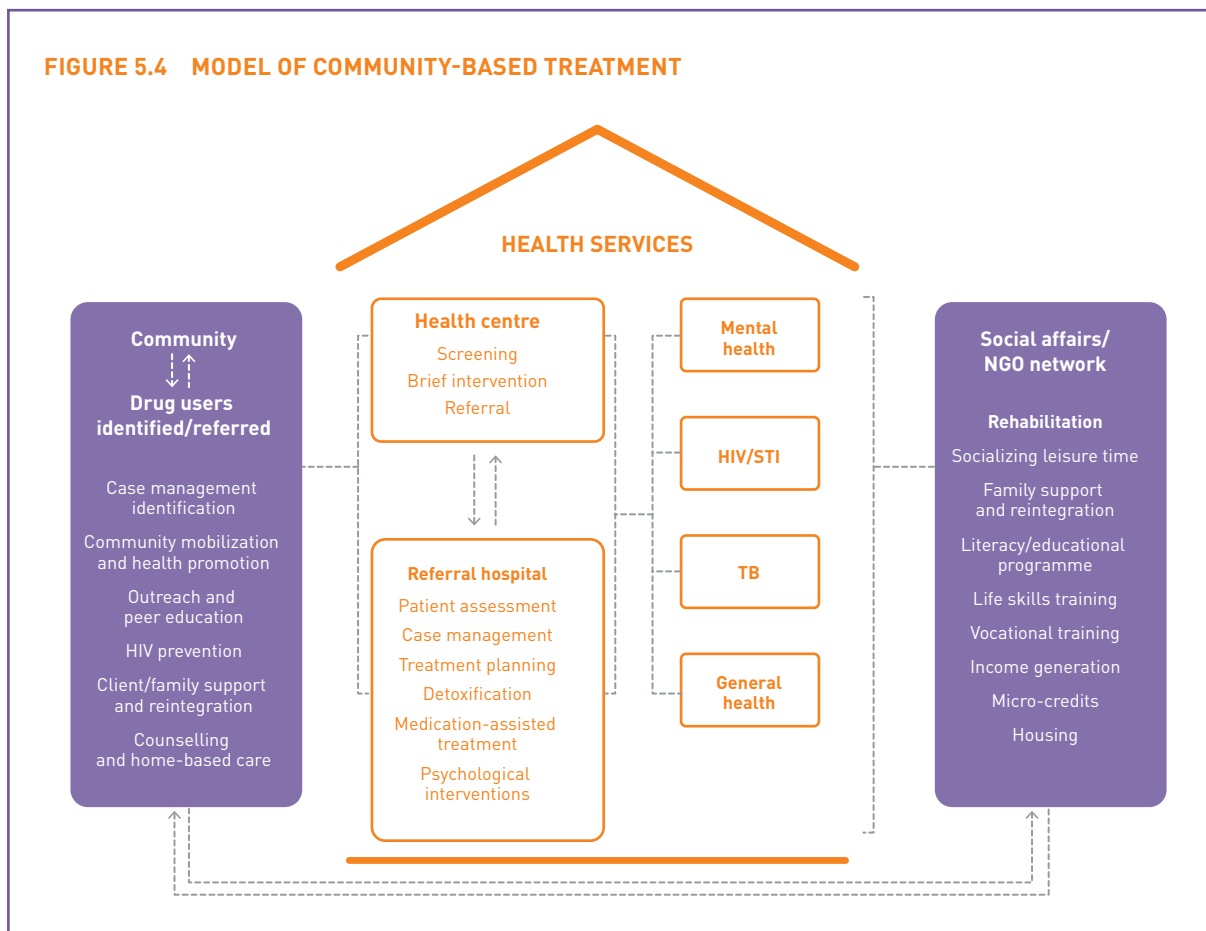 FIGURE 5.4 MODEL OF COMMUNITY-BASED TREATMENT
HEALTH SERVICES
Community
Drug users
identified/referred
Case management
identification
Community mobilization
and health promotion
Outreach and
peer education
HIV prevention
Client/family support
and reintegration
Counselling
and home-based care
Health centre
Screening
Brief intervention
Referral
Referral hospital
Patient assessment
Case management
Treatment planning
Detoxification
Medication-assisted
treatment
Psychological
interventions
Mental
health
HIV/STI
TB
General
health
Social affairs/
NGO network
Rehabilitation
Socializing leisure time
Family support
and reintegration
Literacy/educational
programme
Life skills training
Vocational training
Income generation
Micro-credits
Housing